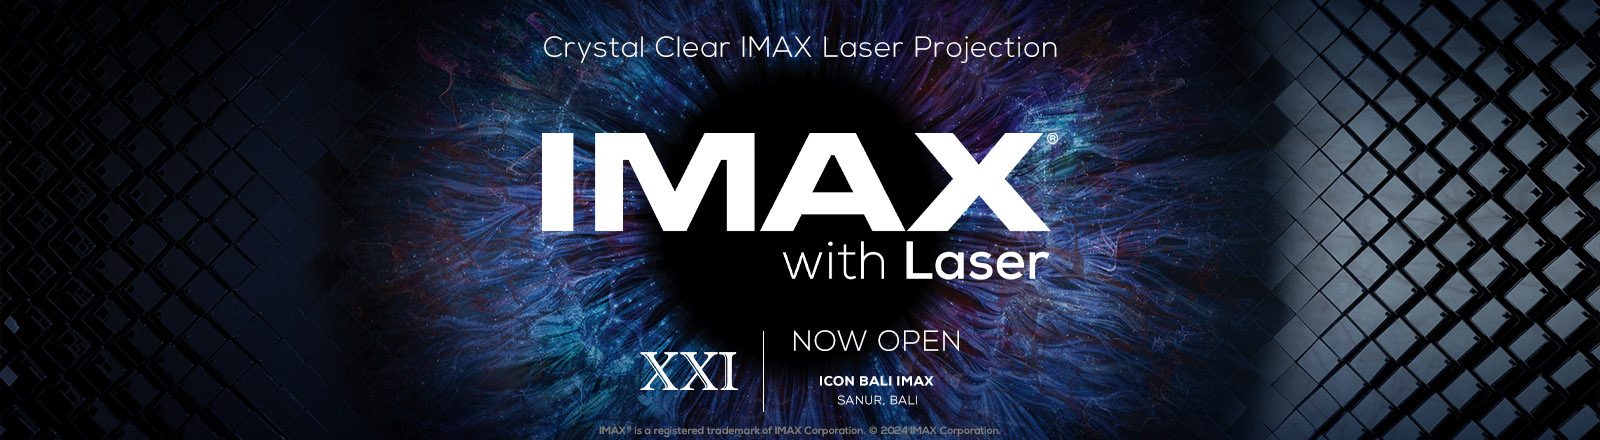 Crystal Clear IMAX Laser Projection
IMAX®
with Laser
XXI
NOW OPEN
ICON BALI IMAX
SANUR, BALI
IMAX® is a registered trademark of IMAX Corporation. © 2024 IMAX Corporation.